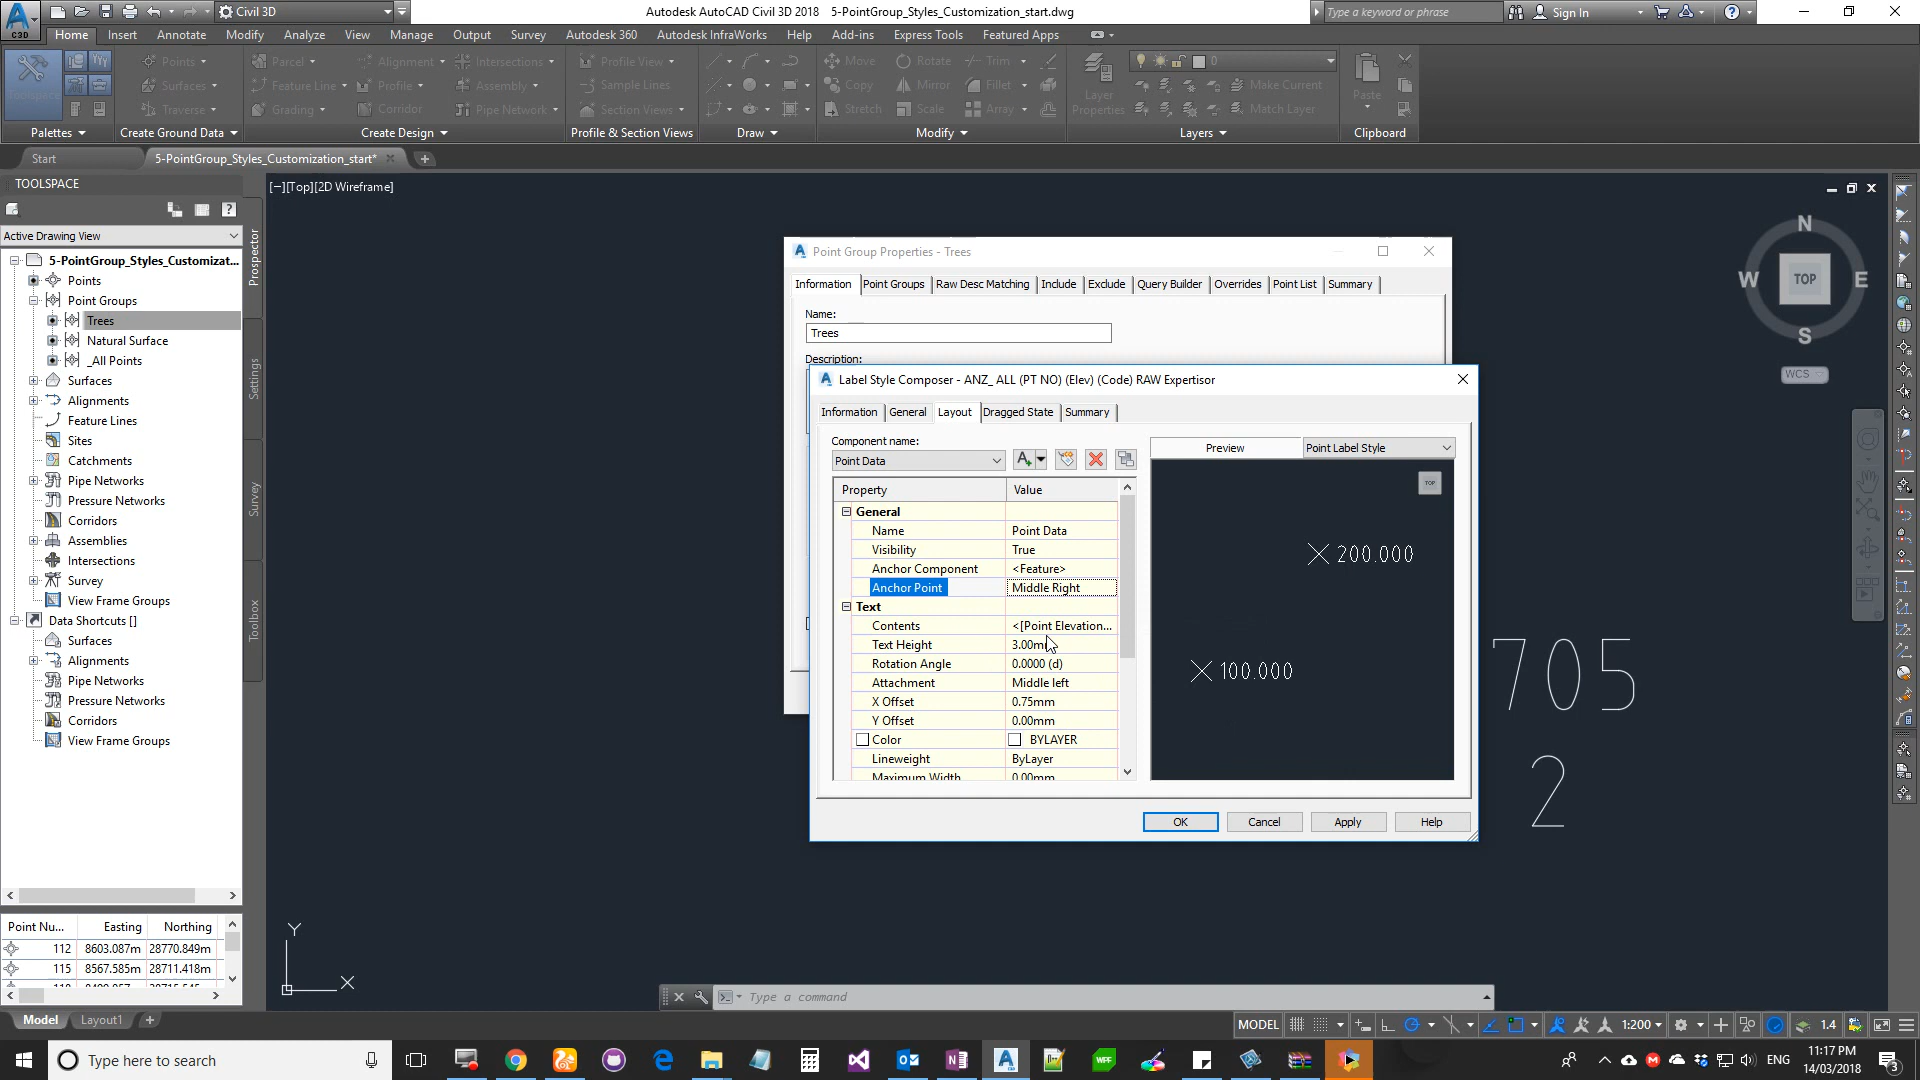 Civil 3D
Autodesk AutoCAD Civil 3D 2018 5-PointGroup_Styles_Customization_start.dwg
Type a keyword or phrase
Sign In
C3D
Home Insert Annotate Modify Analyze View Manage Output Survey Autodesk 360 Autodesk InfraWorks Help Add-ins Express Tools Featured Apps
Toolspace
Points
Surfaces
Traverse
Parcel
Feature Line
Grading
Alignment
Profile
Corridor
Intersections
Assembly
Pipe Network
Profile View
Sample Lines
Section Views
Move Rotate Trim
Copy Mirror Fillet
Stretch Scale Array
Layer
Properties
0
Make Current
Match Layer
Paste
Palettes Create Ground Data Create Design Profile & Section Views Draw Modify Layers Clipboard
Start 5-PointGroup_Styles_Customization_start*
TOOLSPACE
Active Drawing View
5-PointGroup_Styles_Customizat...
Points
Point Groups
Trees
Natural Surface
_All Points
Surfaces
Alignments
Feature Lines
Sites
Catchments
Pipe Networks
Pressure Networks
Corridors
Assemblies
Intersections
Survey
View Frame Groups
Data Shortcuts []
Surfaces
Alignments
Pipe Networks
Pressure Networks
Corridors
View Frame Groups
Prospector
Settings
Survey
Toolbox
Point Nu... Easting Northing
112 8603.087m 28770.849m
115 8567.585m 28711.418m
[−][Top][2D Wireframe]
Point Group Properties - Trees
Information Point Groups Raw Desc Matching Include Exclude Query Builder Overrides Point List Summary
Name:
Trees
Description:
Label Style Composer - ANZ_ ALL (PT NO) (Elev) (Code) RAW Expertisor
Information General Layout Dragged State Summary
Component name:
Point Data
Preview
Point Label Style
Property Value
General
Name Point Data
Visibility True
Anchor Component <Feature>
Anchor Point Middle Right
Text
Contents <[Point Elevation...
Text Height 3.00mm
Rotation Angle 0.0000 (d)
Attachment Middle left
X Offset 0.75mm
Y Offset 0.00mm
Color BYLAYER
Lineweight ByLayer
Maximum Width 0.00mm
TOP
200.000
100.000
OK Cancel Apply Help
N
W TOP E
S
WCS
705
2
Y
X
Type a command
Model Layout1
MODEL
1:200
1.4
Type here to search
ENG
11:17 PM
14/03/2018
3